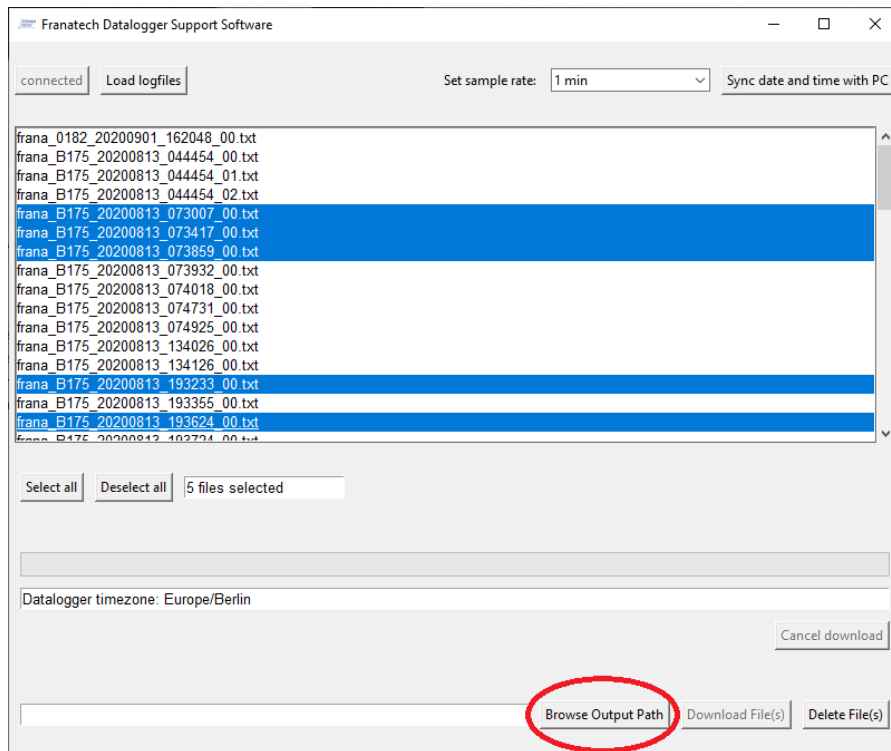 Franatech Datalogger Support Software
connected Load logfiles Set sample rate: 1 min Sync date and time with PC
frana_0182_20200901_162048_00.txt
frana_B175_20200813_044454_00.txt
frana_B175_20200813_044454_01.txt
frana_B175_20200813_044454_02.txt
frana_B175_20200813_073007_00.txt
frana_B175_20200813_073417_00.txt
frana_B175_20200813_073859_00.txt
frana_B175_20200813_073932_00.txt
frana_B175_20200813_074018_00.txt
frana_B175_20200813_074731_00.txt
frana_B175_20200813_074925_00.txt
frana_B175_20200813_134026_00.txt
frana_B175_20200813_134126_00.txt
frana_B175_20200813_193233_00.txt
frana_B175_20200813_193355_00.txt
frana_B175_20200813_193624_00.txt
frana_B175_20200813_193724_00.txt
Select all Deselect all 5 files selected
Datalogger timezone: Europe/Berlin
Cancel download
Browse Output Path Download File(s) Delete File(s)